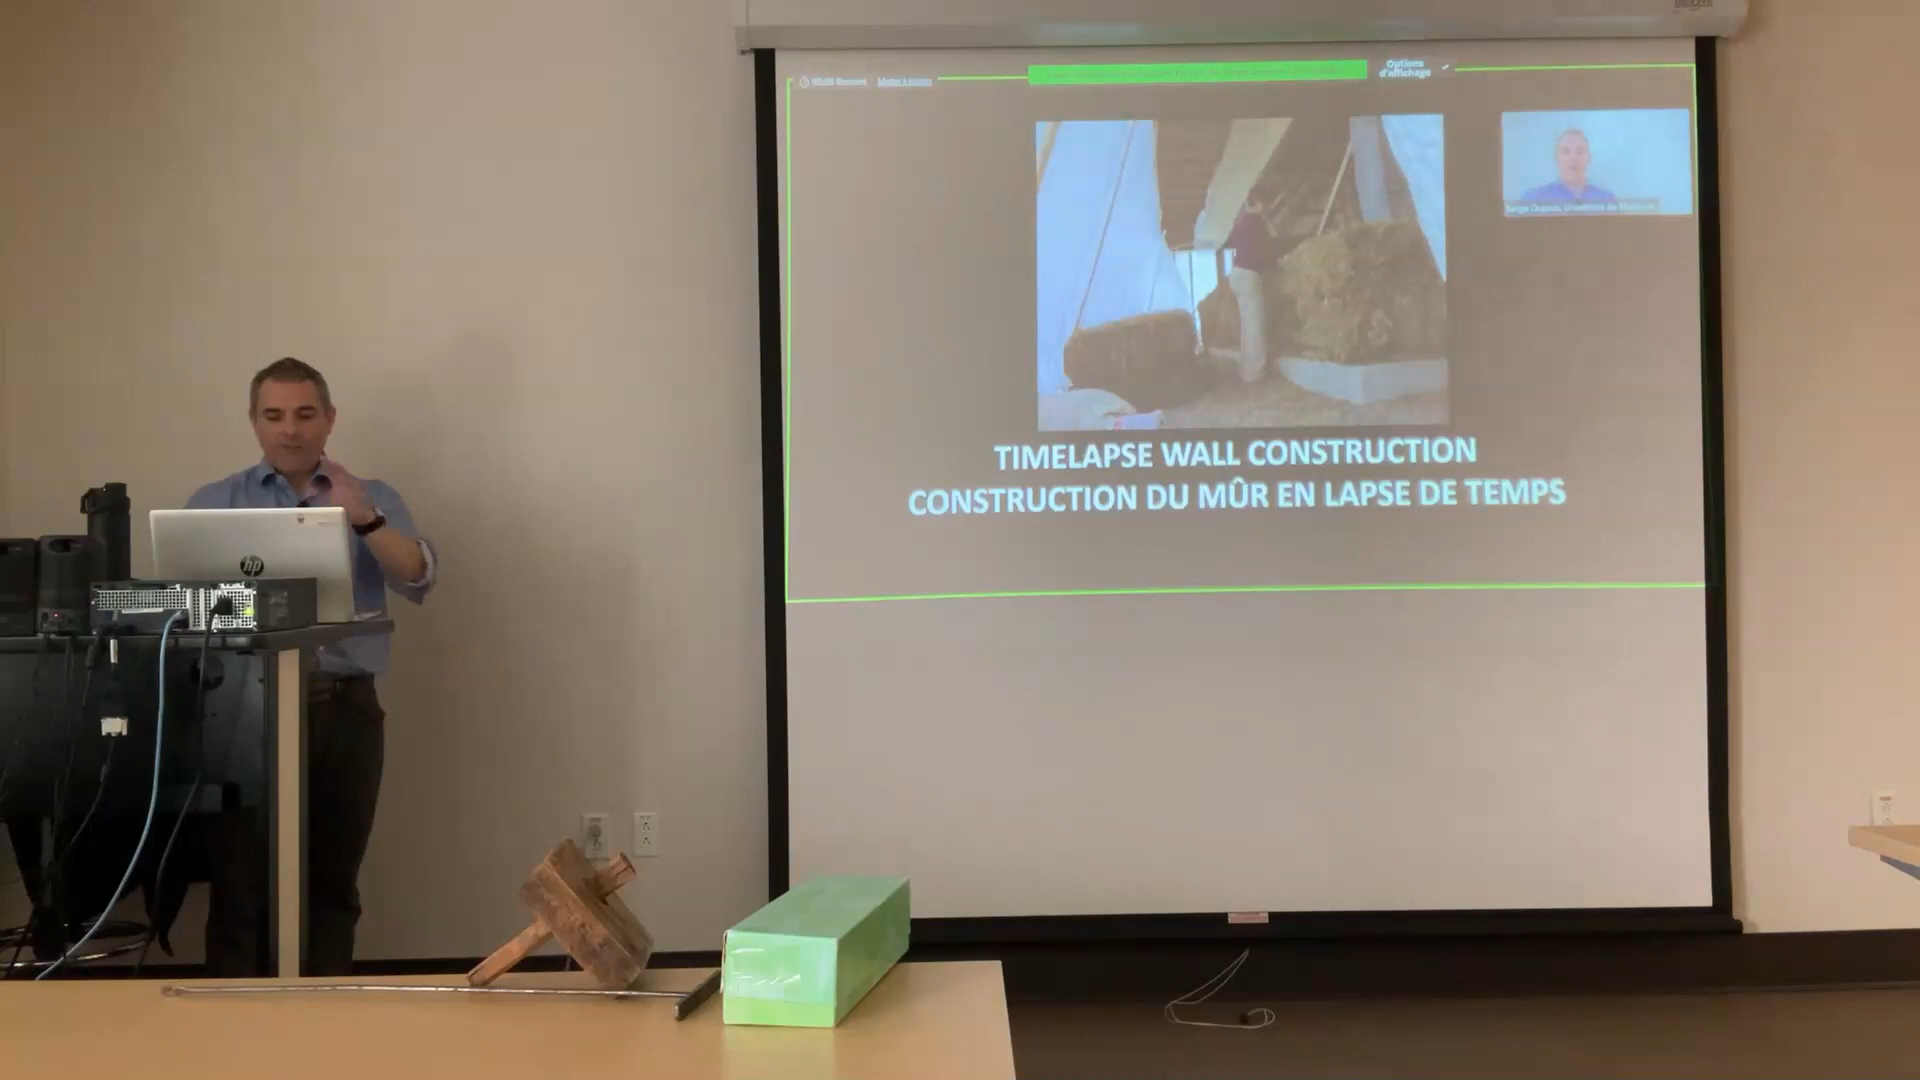 Options
d'affichage
TIMELAPSE WALL CONSTRUCTION
CONSTRUCTION DU MÛR EN LAPSE DE TEMPS
hp